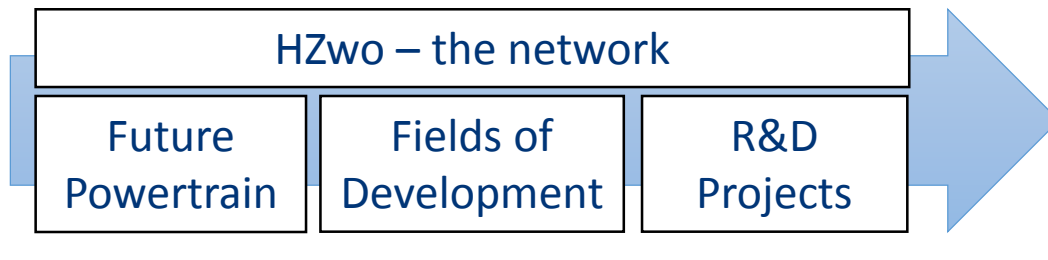 HZwo – the network
Future
Powertrain
Fields of
Development
R&D
Projects